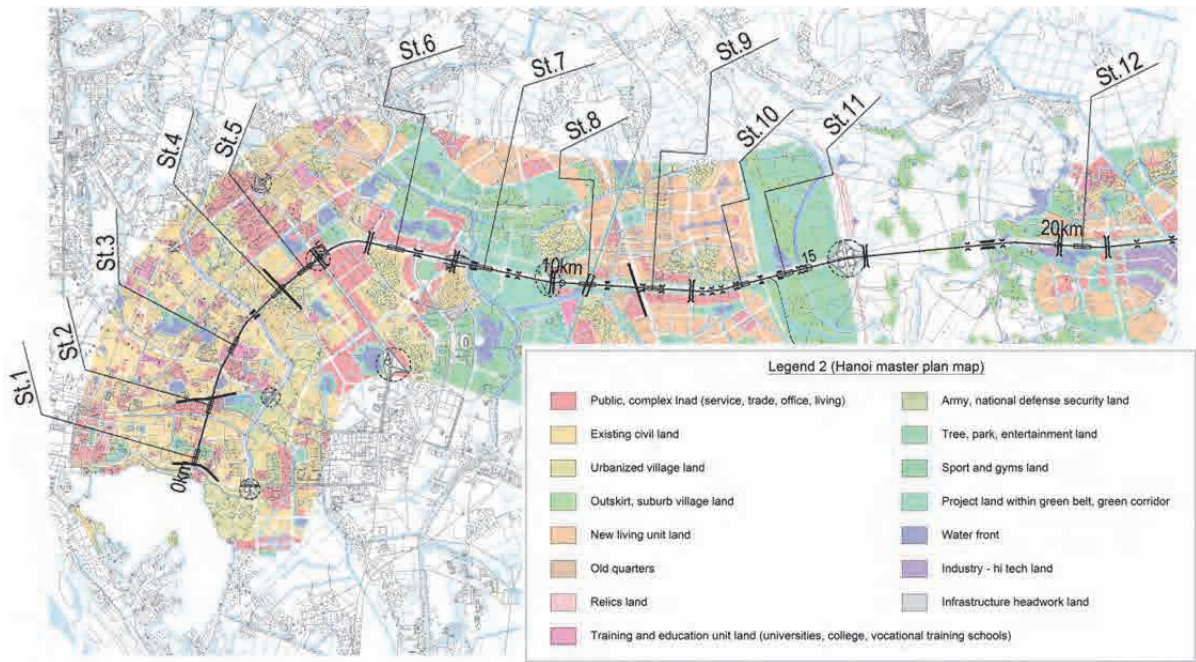 St.1
St.2
St.3
St.4
St.5
St.6
St.7
St.8
St.9
St.10
St.11
St.12
0km
10km
15
20km
Legend 2 (Hanoi master plan map)
Public, complex lnad (service, trade, office, living)
Existing civil land
Urbanized village land
Outskirt, suburb village land
New living unit land
Old quarters
Relics land
Training and education unit land (universities, college, vocational training schools)
Army, national defense security land
Tree, park, entertainment land
Sport and gyms land
Project land within green belt, green corridor
Water front
Industry - hi tech land
Infrastructure headwork land